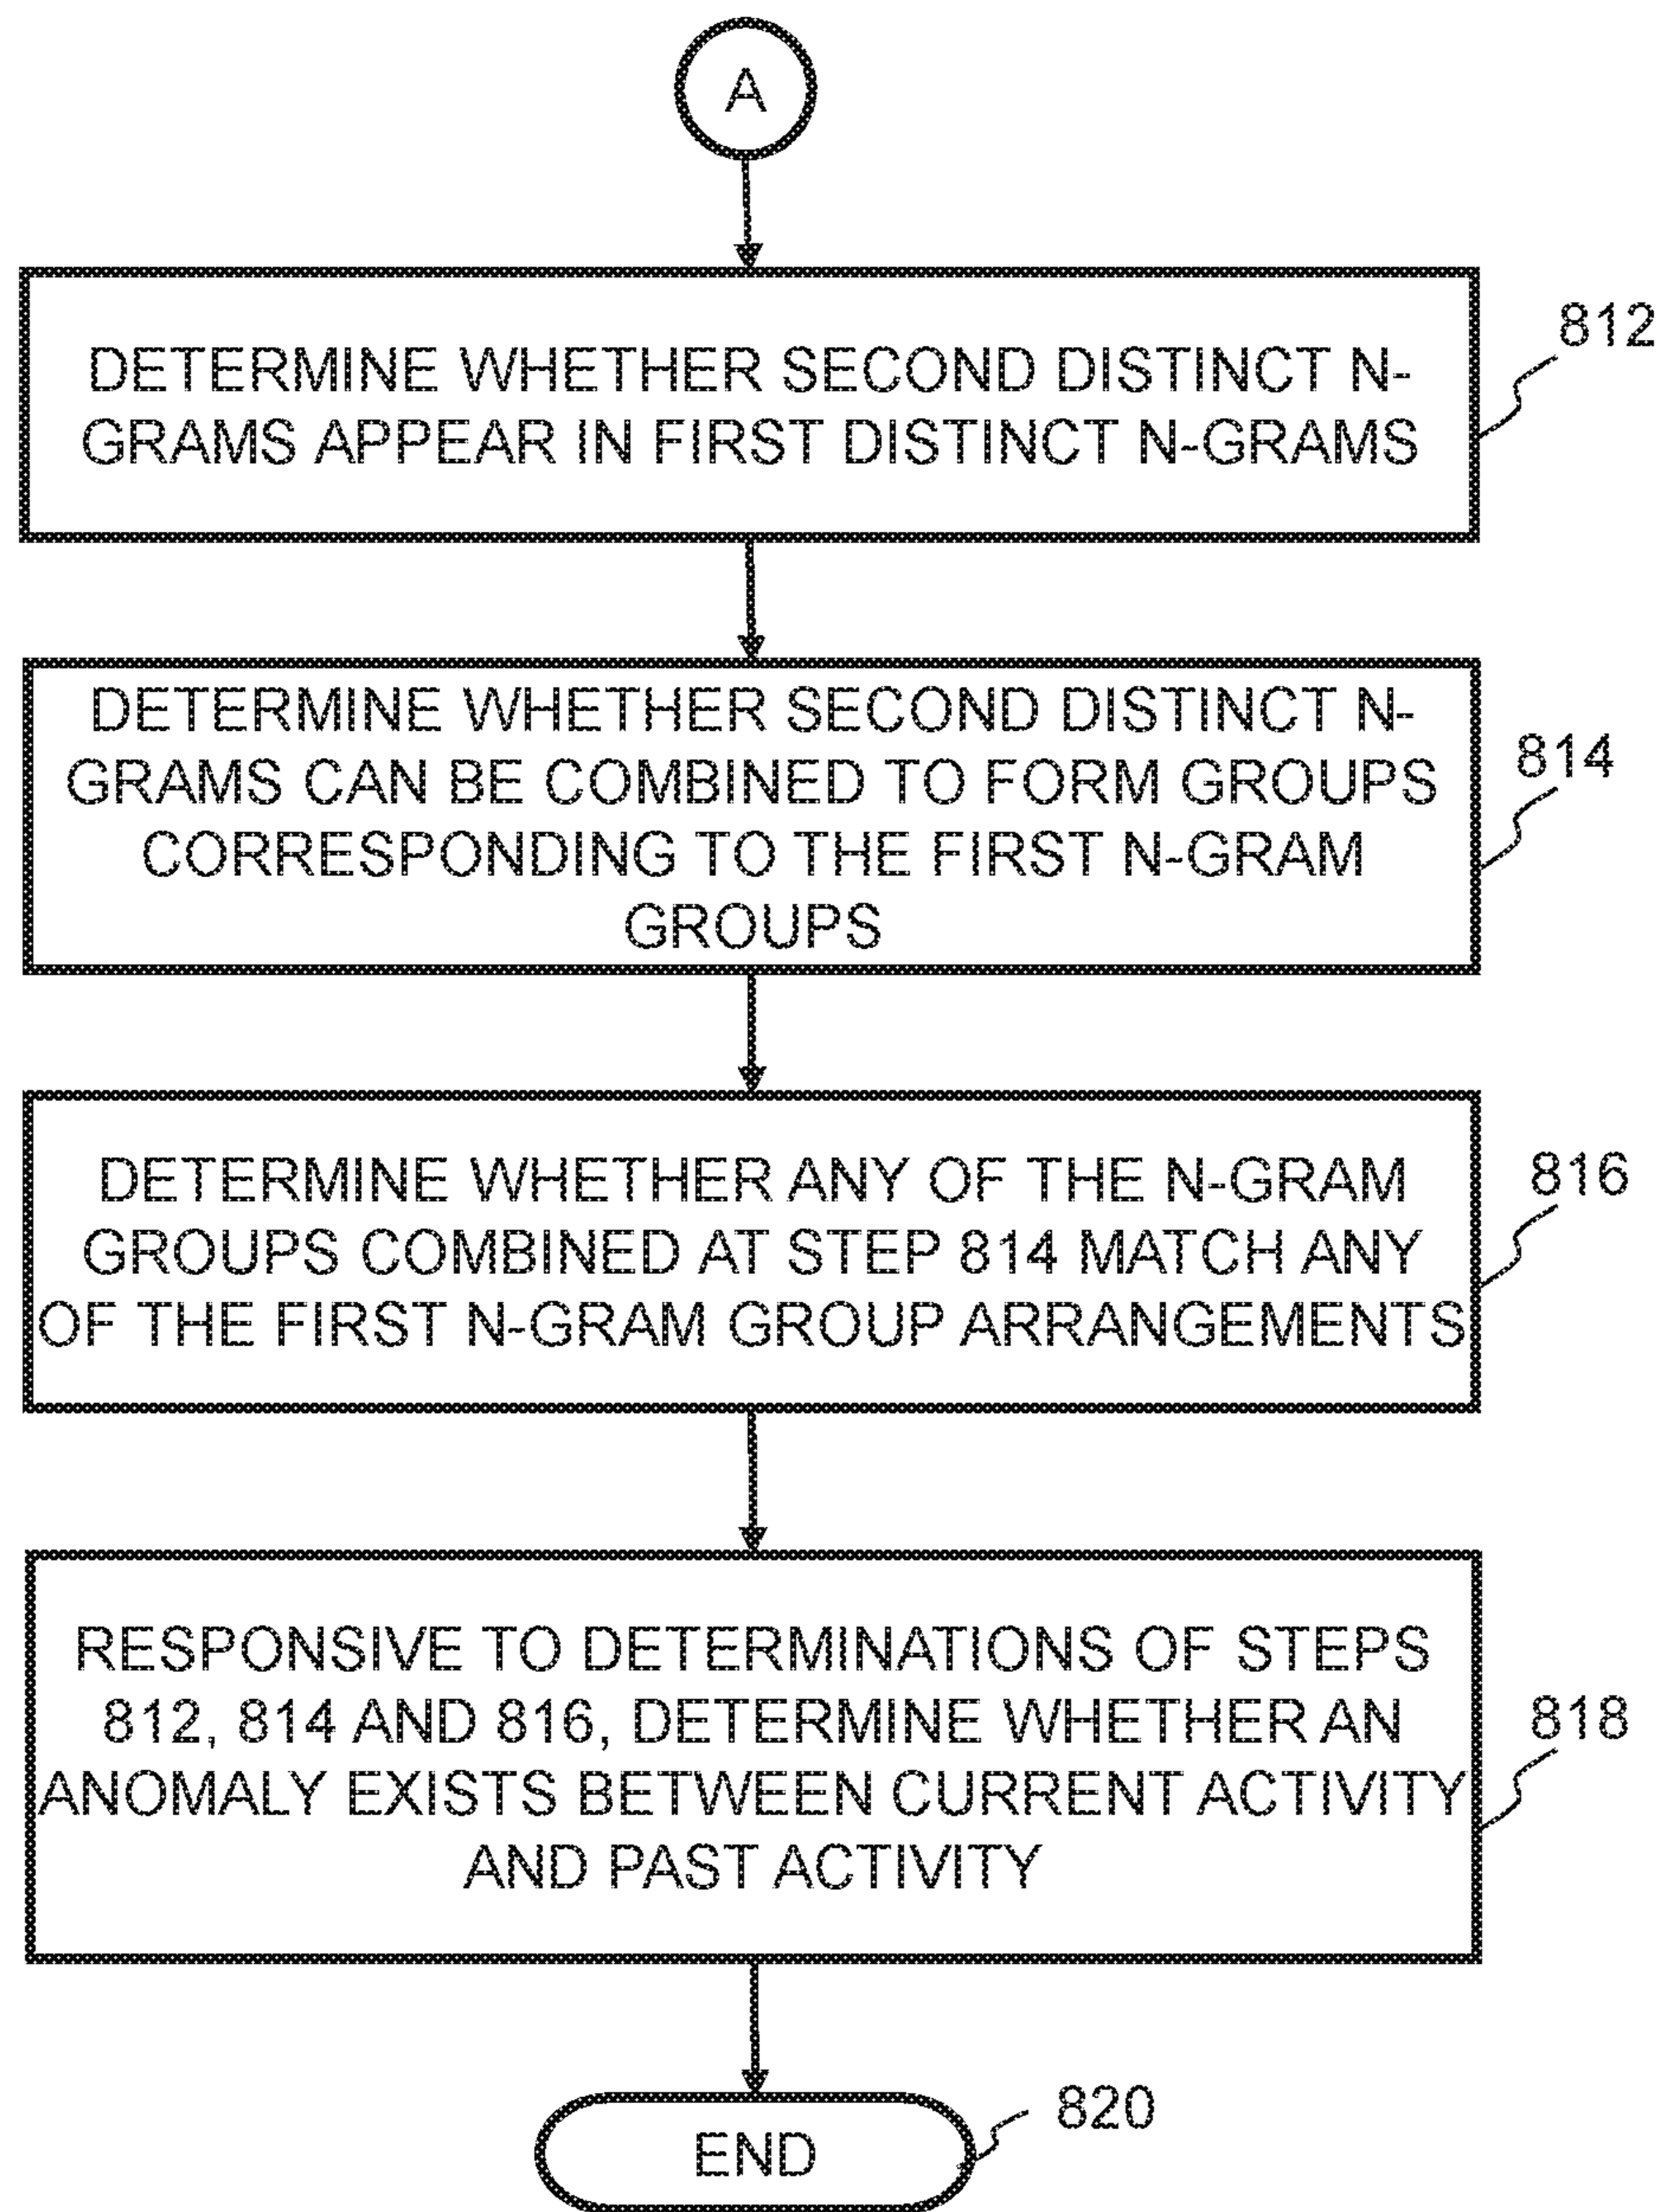 A
812
DETERMINE WHETHER SECOND DISTINCT N-
GRAMS APPEAR IN FIRST DISTINCT N-GRAMS
814
DETERMINE WHETHER SECOND DISTINCT N-
GRAMS CAN BE COMBINED TO FORM GROUPS
CORRESPONDING TO THE FIRST N-GRAM
GROUPS
816
DETERMINE WHETHER ANY OF THE N-GRAM
GROUPS COMBINED AT STEP 814 MATCH ANY
OF THE FIRST N-GRAM GROUP ARRANGEMENTS
818
RESPONSIVE TO DETERMINATIONS OF STEPS
812, 814 AND 816, DETERMINE WHETHER AN
ANOMALY EXISTS BETWEEN CURRENT ACTIVITY
AND PAST ACTIVITY
820
END